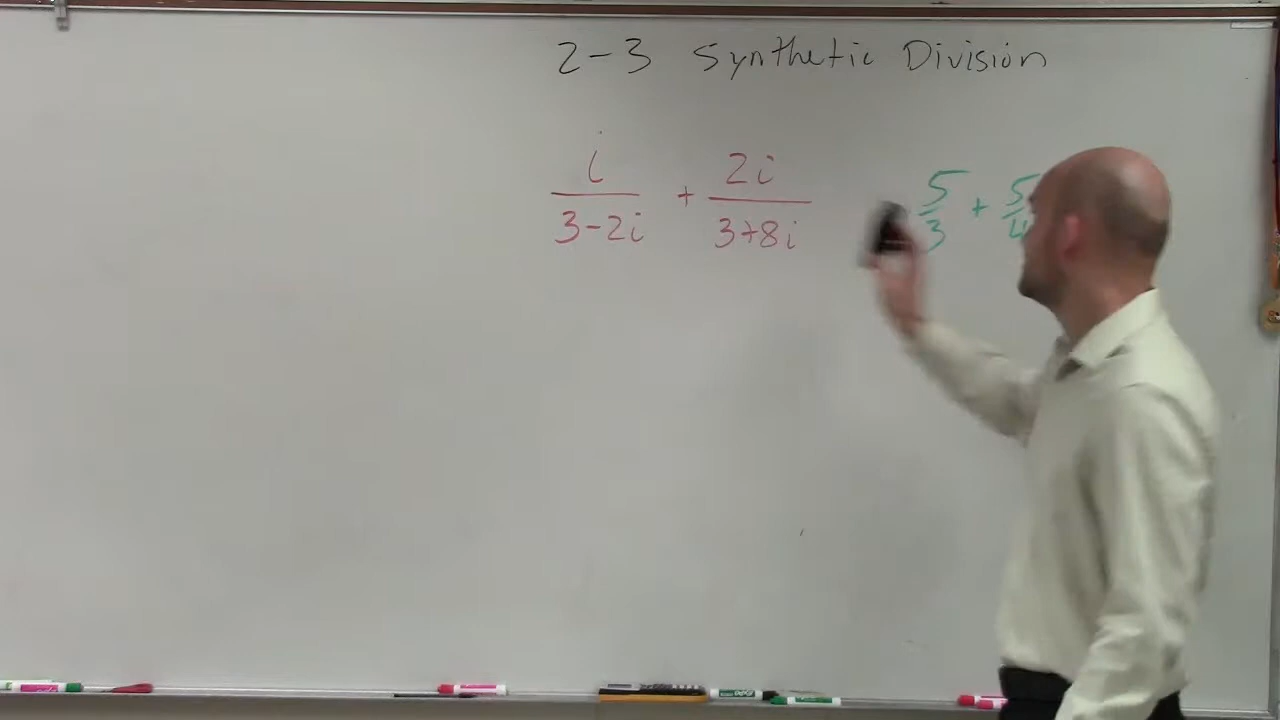 2-3 Synthetic Division
i/(3-2i) + 2i/(3+8i)
5/3 + 5/4